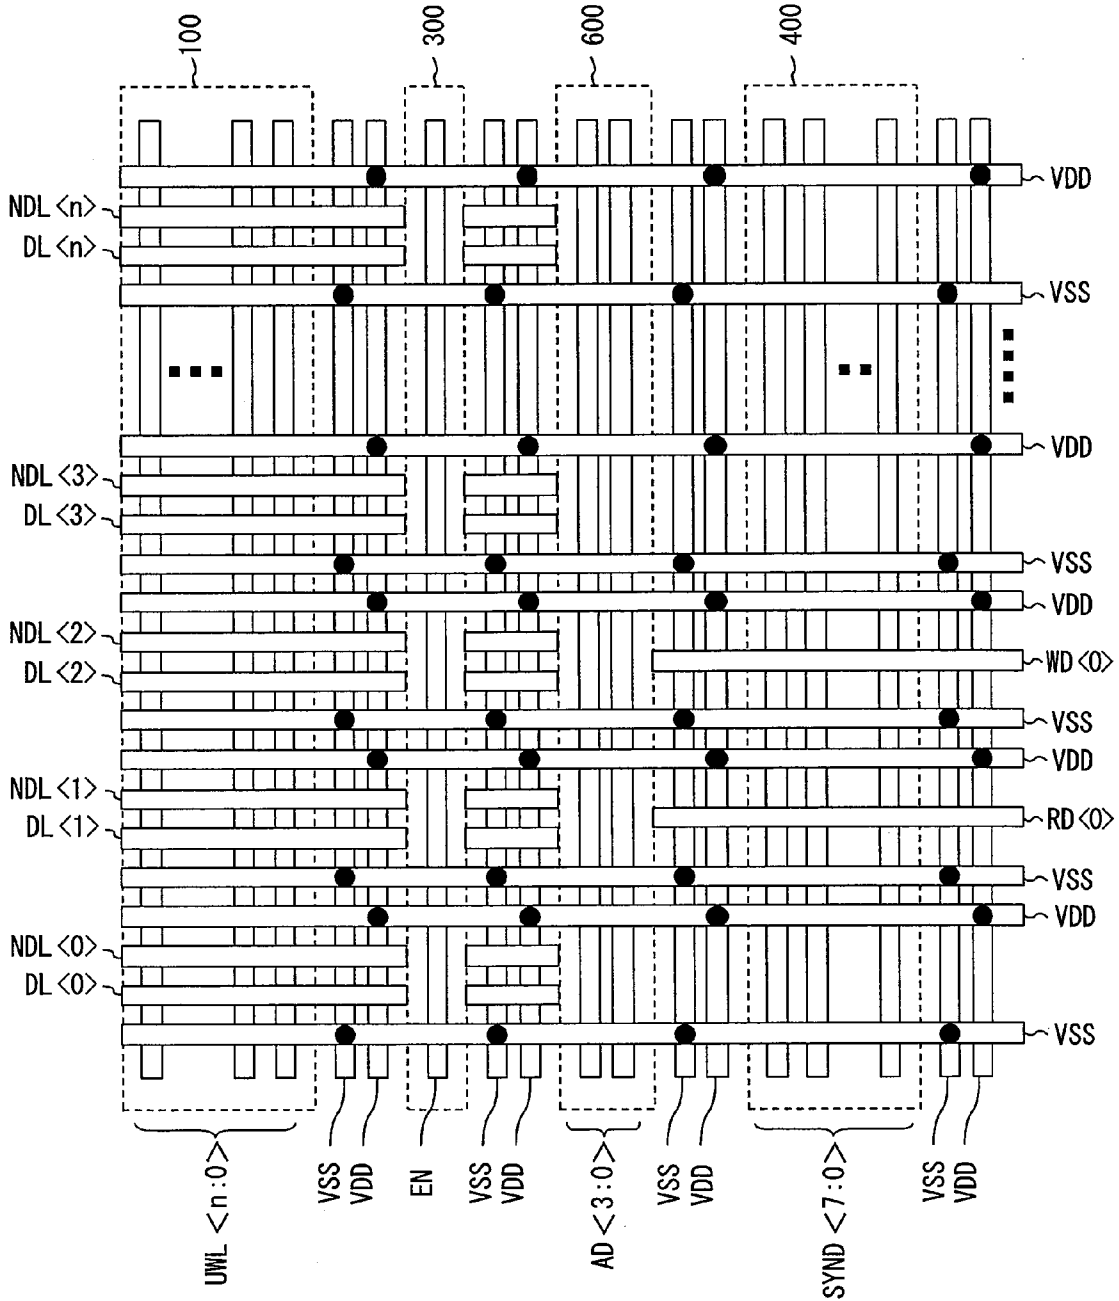 100
300
600
400
NDL<n>
DL<n>
NDL<3>
DL<3>
NDL<2>
DL<2>
NDL<1>
DL<1>
NDL<0>
DL<0>
VDD
VSS
VDD
VSS
VDD
WD<0>
VSS
VDD
RD<0>
VSS
VDD
VSS
UWL <n:0>
VSS
VDD
EN
VSS
VDD
AD<3:0>
VSS
VDD
SYND <7:0>
VSS
VDD